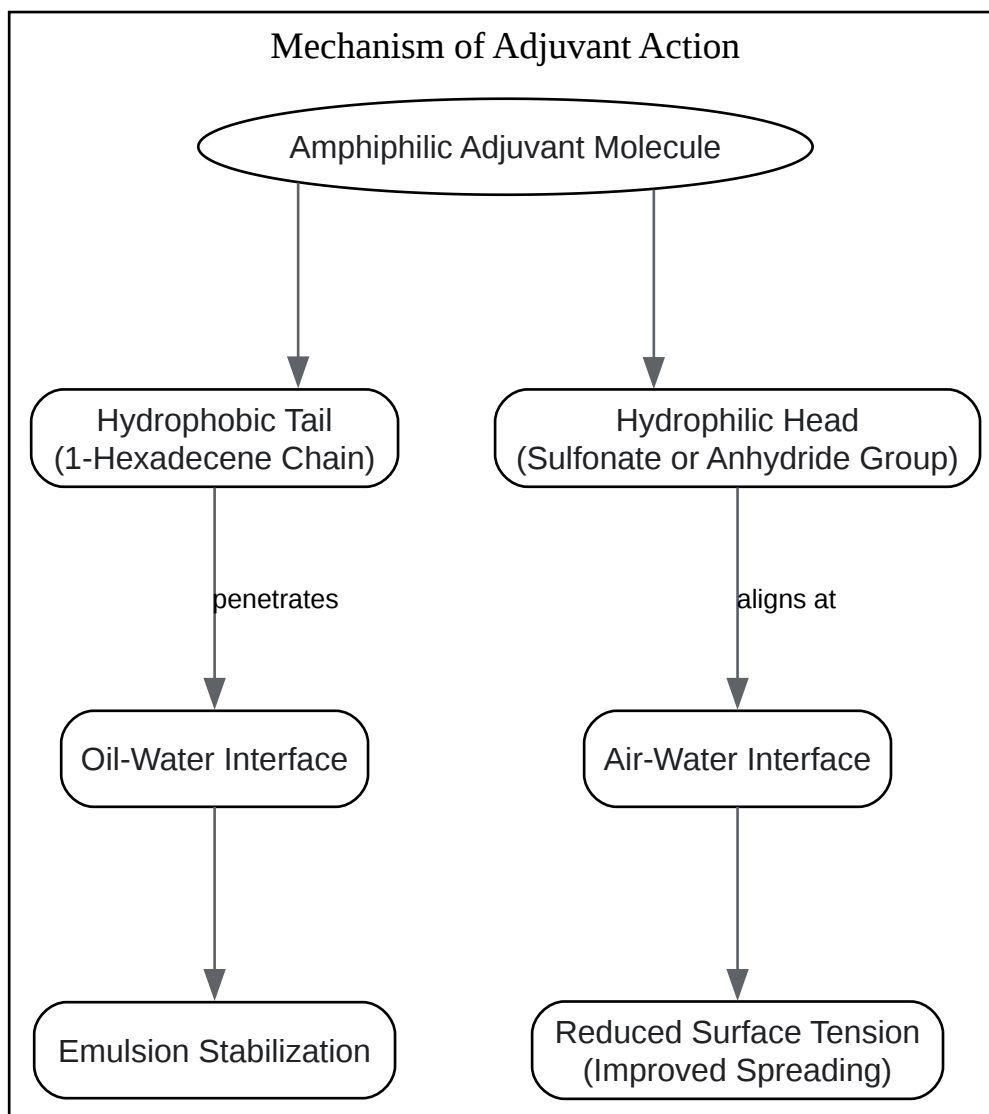 Mechanism of Adjuvant Action
Amphiphilic Adjuvant Molecule
Hydrophobic Tail
(1-Hexadecene Chain)
Hydrophilic Head
(Sulfonate or Anhydride Group)
penetrates
aligns at
Oil-Water Interface
Air-Water Interface
Emulsion Stabilization
Reduced Surface Tension
(Improved Spreading)